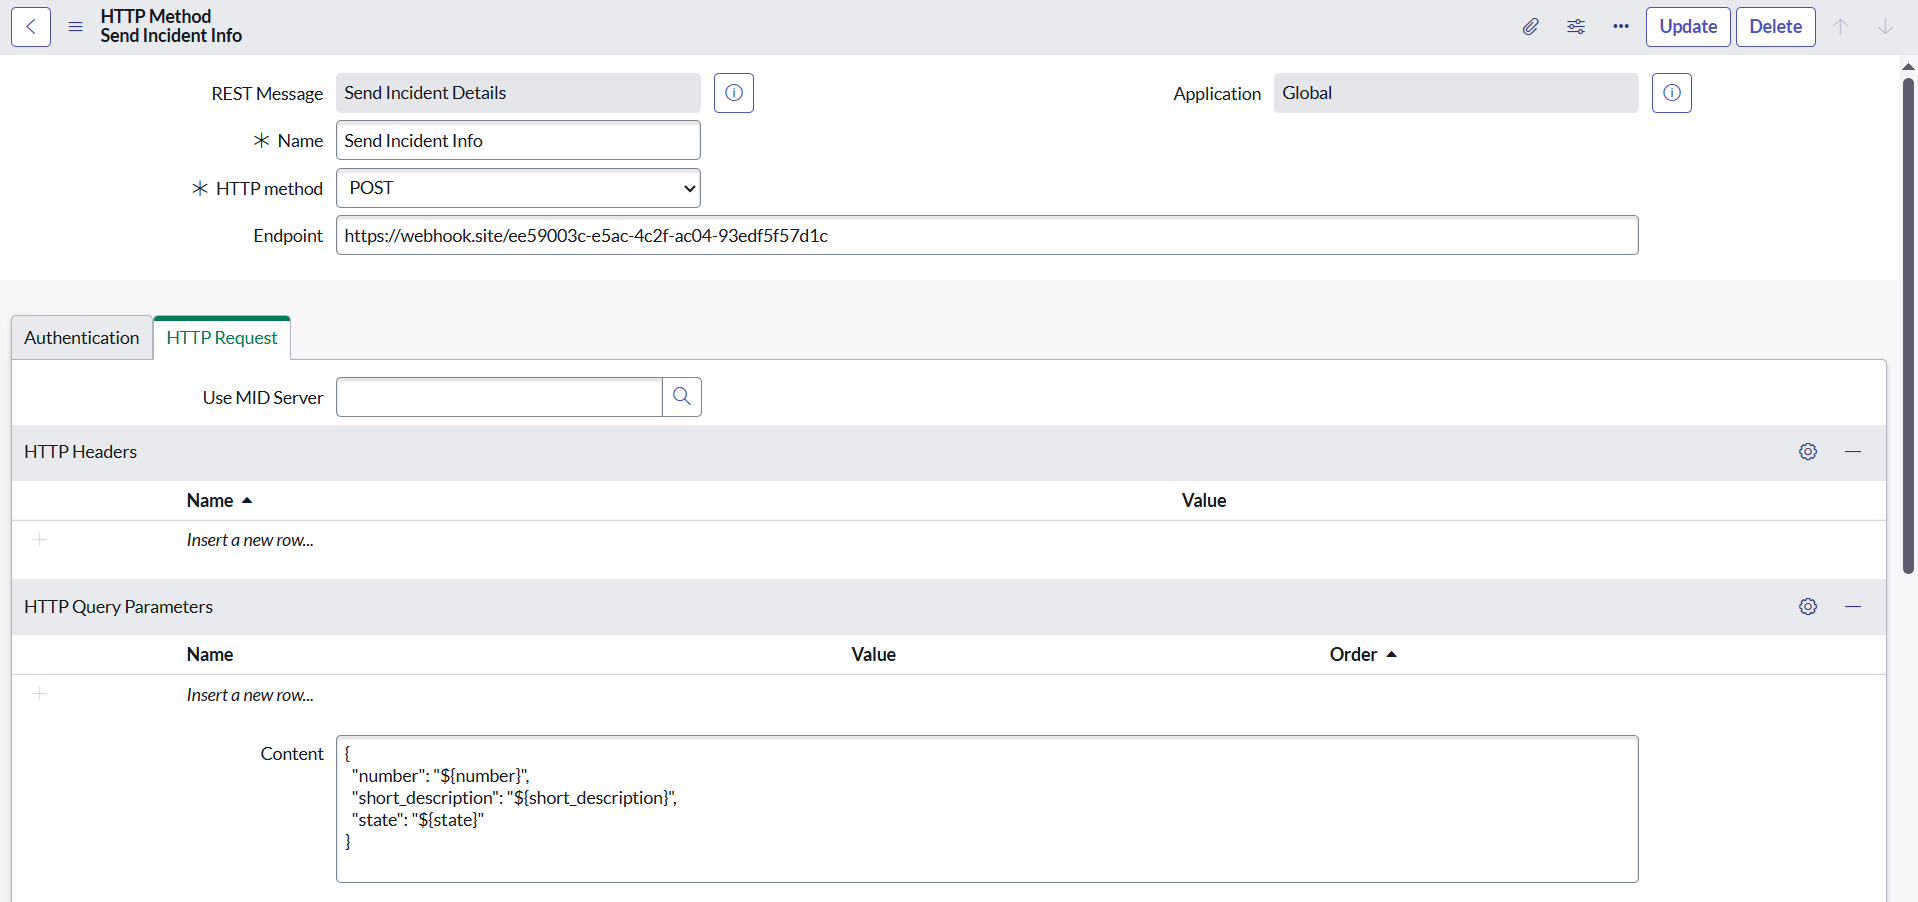 HTTP Method
Send Incident Info
Update
Delete
REST Message
Send Incident Details
Application
Global
Name
Send Incident Info
HTTP method
POST
Endpoint
https://webhook.site/ee59003c-e5ac-4c2f-ac04-93edf5f57d1c
Authentication
HTTP Request
Use MID Server
HTTP Headers
Name
Value
Insert a new row...
HTTP Query Parameters
Name
Value
Order
Insert a new row...
Content
{
"number": "${number}",
"short_description": "${short_description}",
"state": "${state}"
}